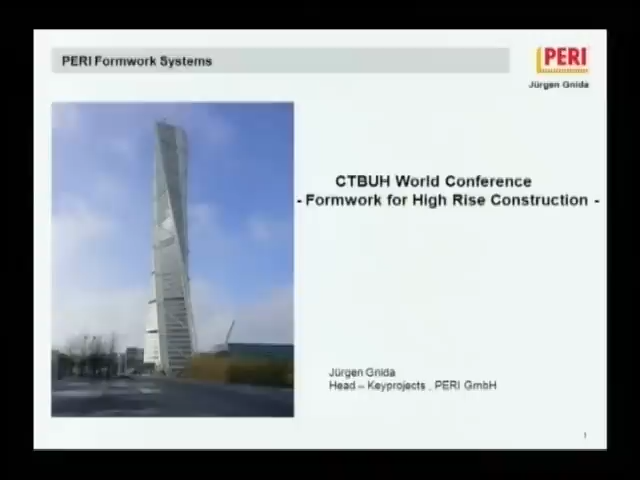 PERI Formwork Systems
PERI
Jürgen Gnida
CTBUH World Conference
- Formwork for High Rise Construction -
Jürgen Gnida
Head – Keyprojects , PERI GmbH
1